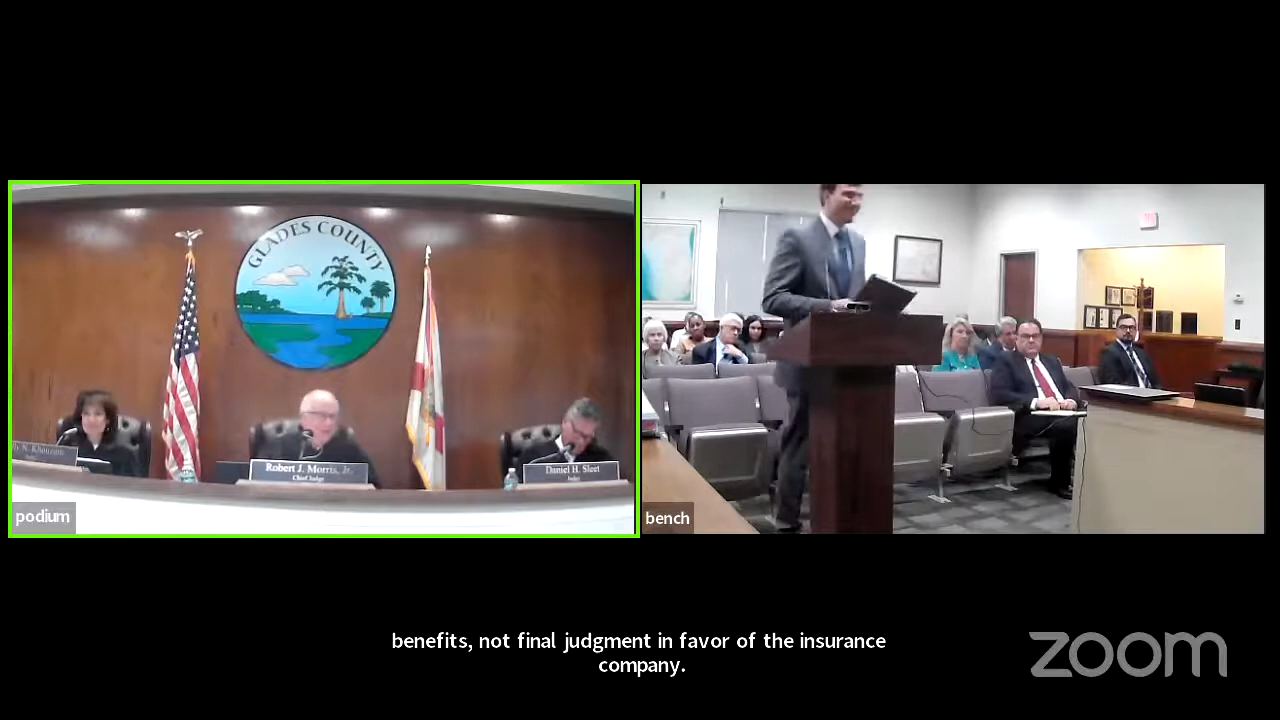 GLADES COUNTY
Khouzam
Robert J. Morris, Jr.
Chief Judge
Daniel H. Sleet
Judge
podium
bench
benefits, not final judgment in favor of the insurance
company.
zoom